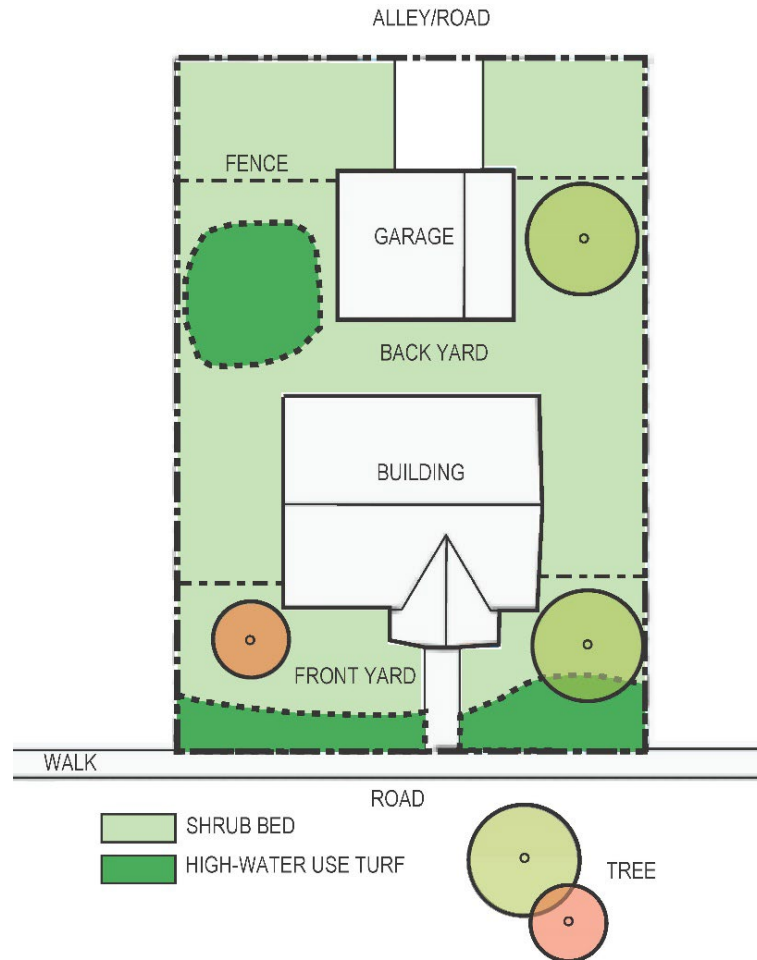 ALLEY/ROAD
FENCE
GARAGE
BACK YARD
BUILDING
FRONT YARD
WALK
ROAD
SHRUB BED
HIGH-WATER USE TURF
TREE